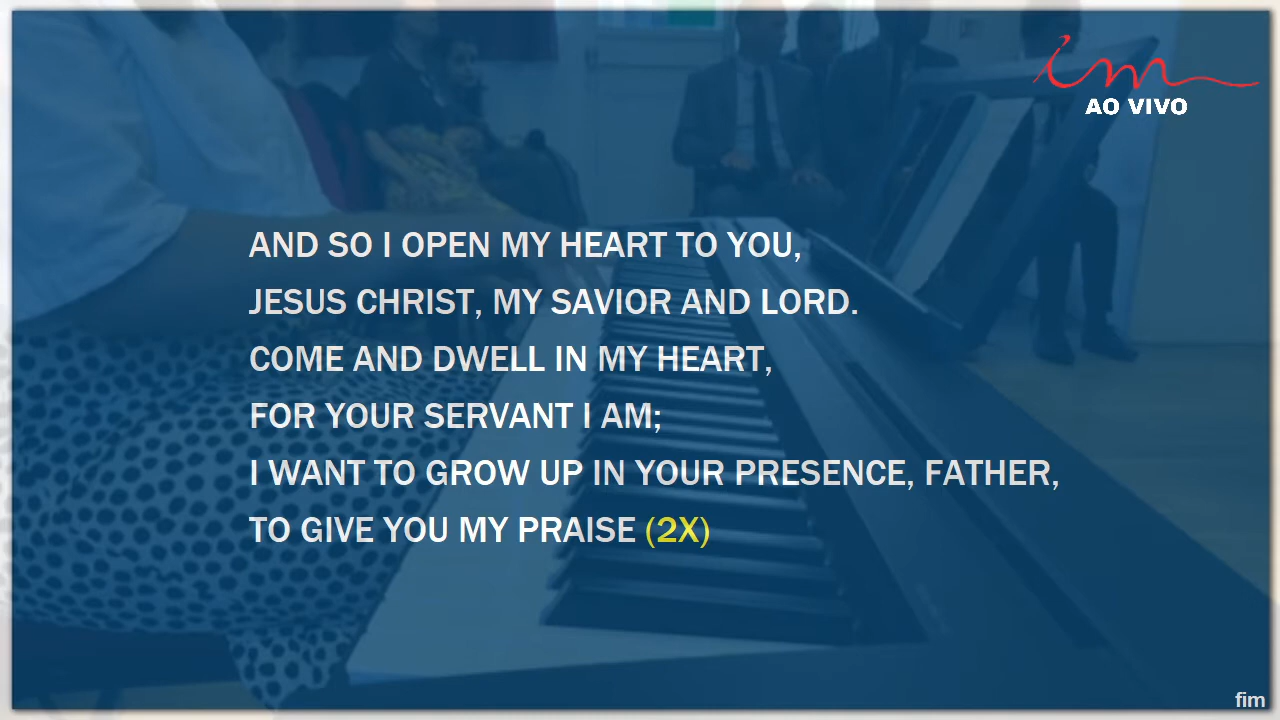 im
AO VIVO
AND SO I OPEN MY HEART TO YOU,
JESUS CHRIST, MY SAVIOR AND LORD.
COME AND DWELL IN MY HEART,
FOR YOUR SERVANT I AM;
I WANT TO GROW UP IN YOUR PRESENCE, FATHER,
TO GIVE YOU MY PRAISE (2X)
fim